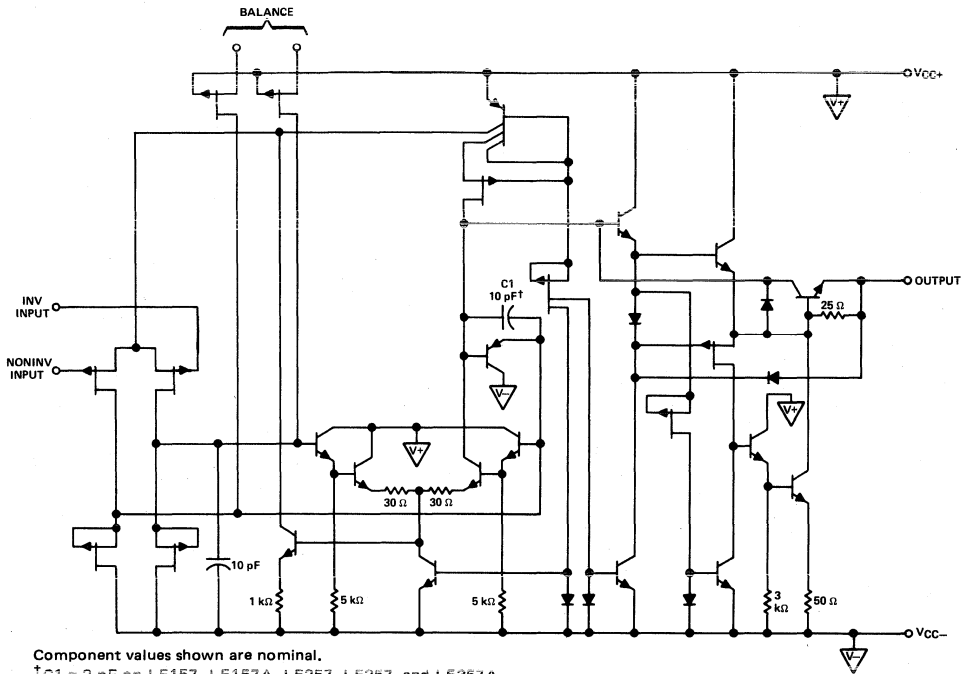 BALANCE
VCC+
V+
INV
INPUT
NONINV
INPUT
C1
10 pF†
OUTPUT
25 Ω
V−
V+
V+
30 Ω
30 Ω
10 pF
1 kΩ
5 kΩ
5 kΩ
3
kΩ
50 Ω
VCC−
V−
Component values shown are nominal.